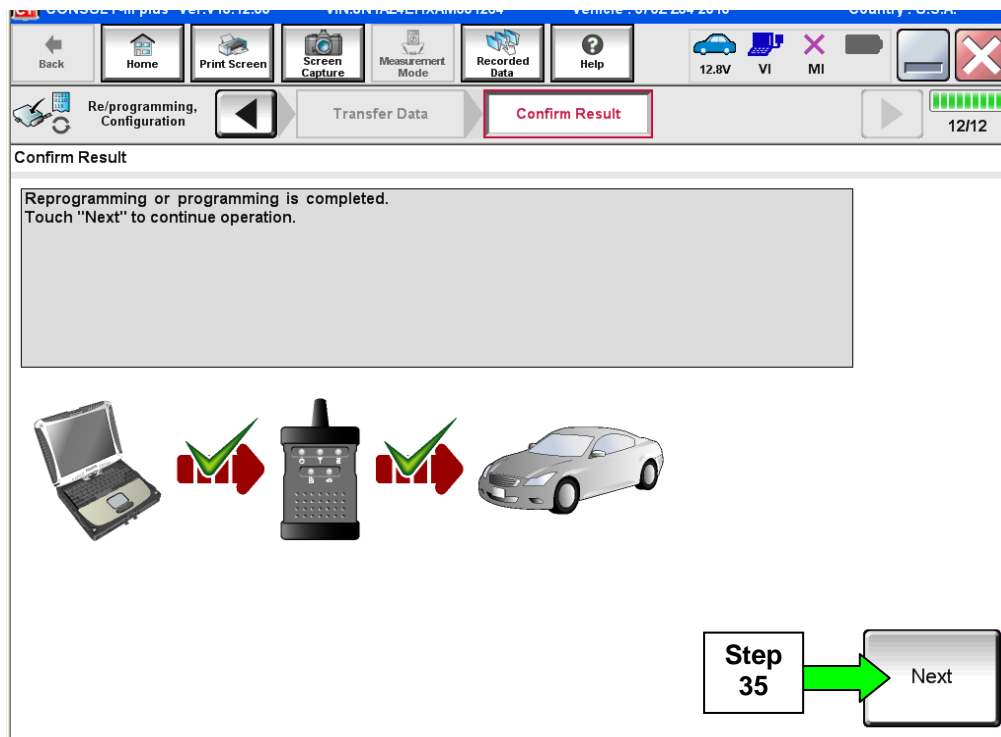 Back
Home
Print Screen
Screen
Capture
Measurement
Mode
Recorded
Data
Help
12.8V
VI
MI
Re/programming,
Configuration
Transfer Data
Confirm Result
12/12
Confirm Result
Reprogramming or programming is completed.
Touch "Next" to continue operation.
Step
35
Next